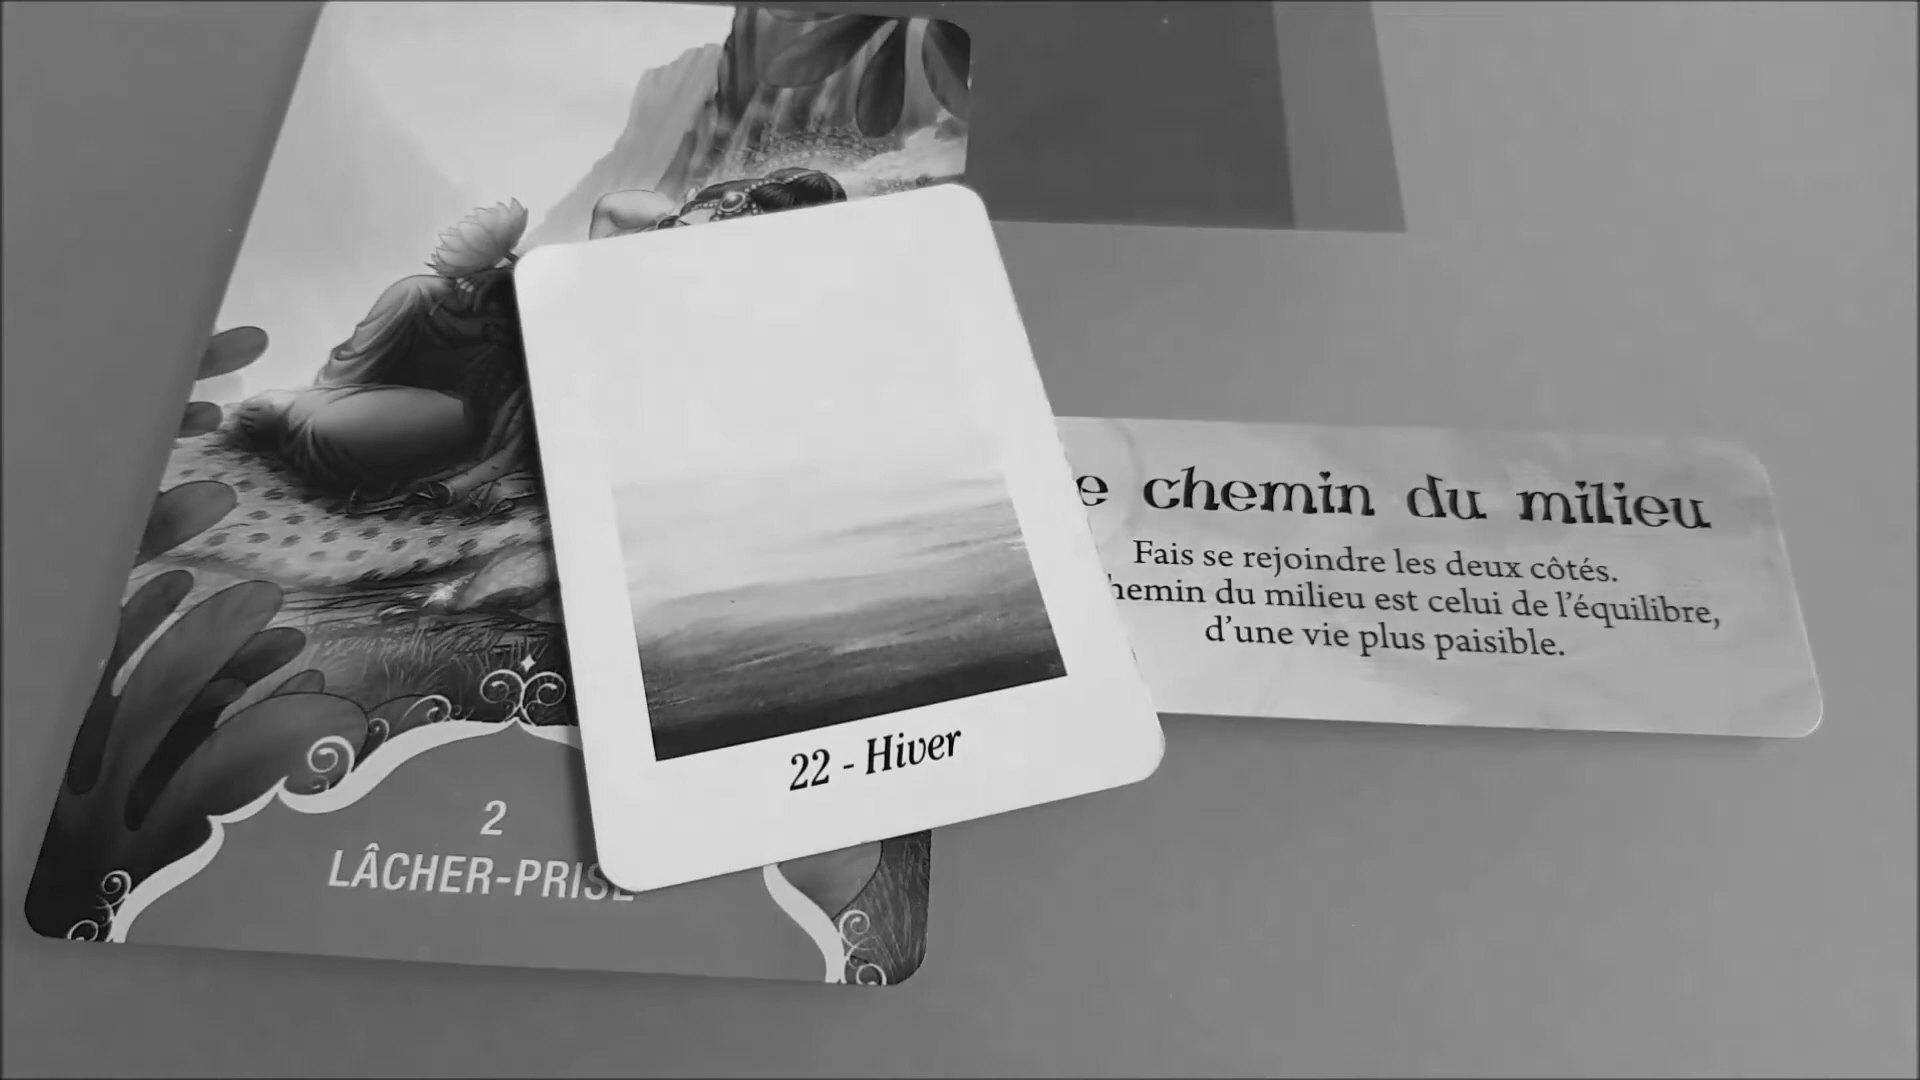 2
LÂCHER-PRISE
22 - Hiver
e chemin du milieu
Fais se rejoindre les deux côtés.
hemin du milieu est celui de l'équilibre,
d'une vie plus paisible.